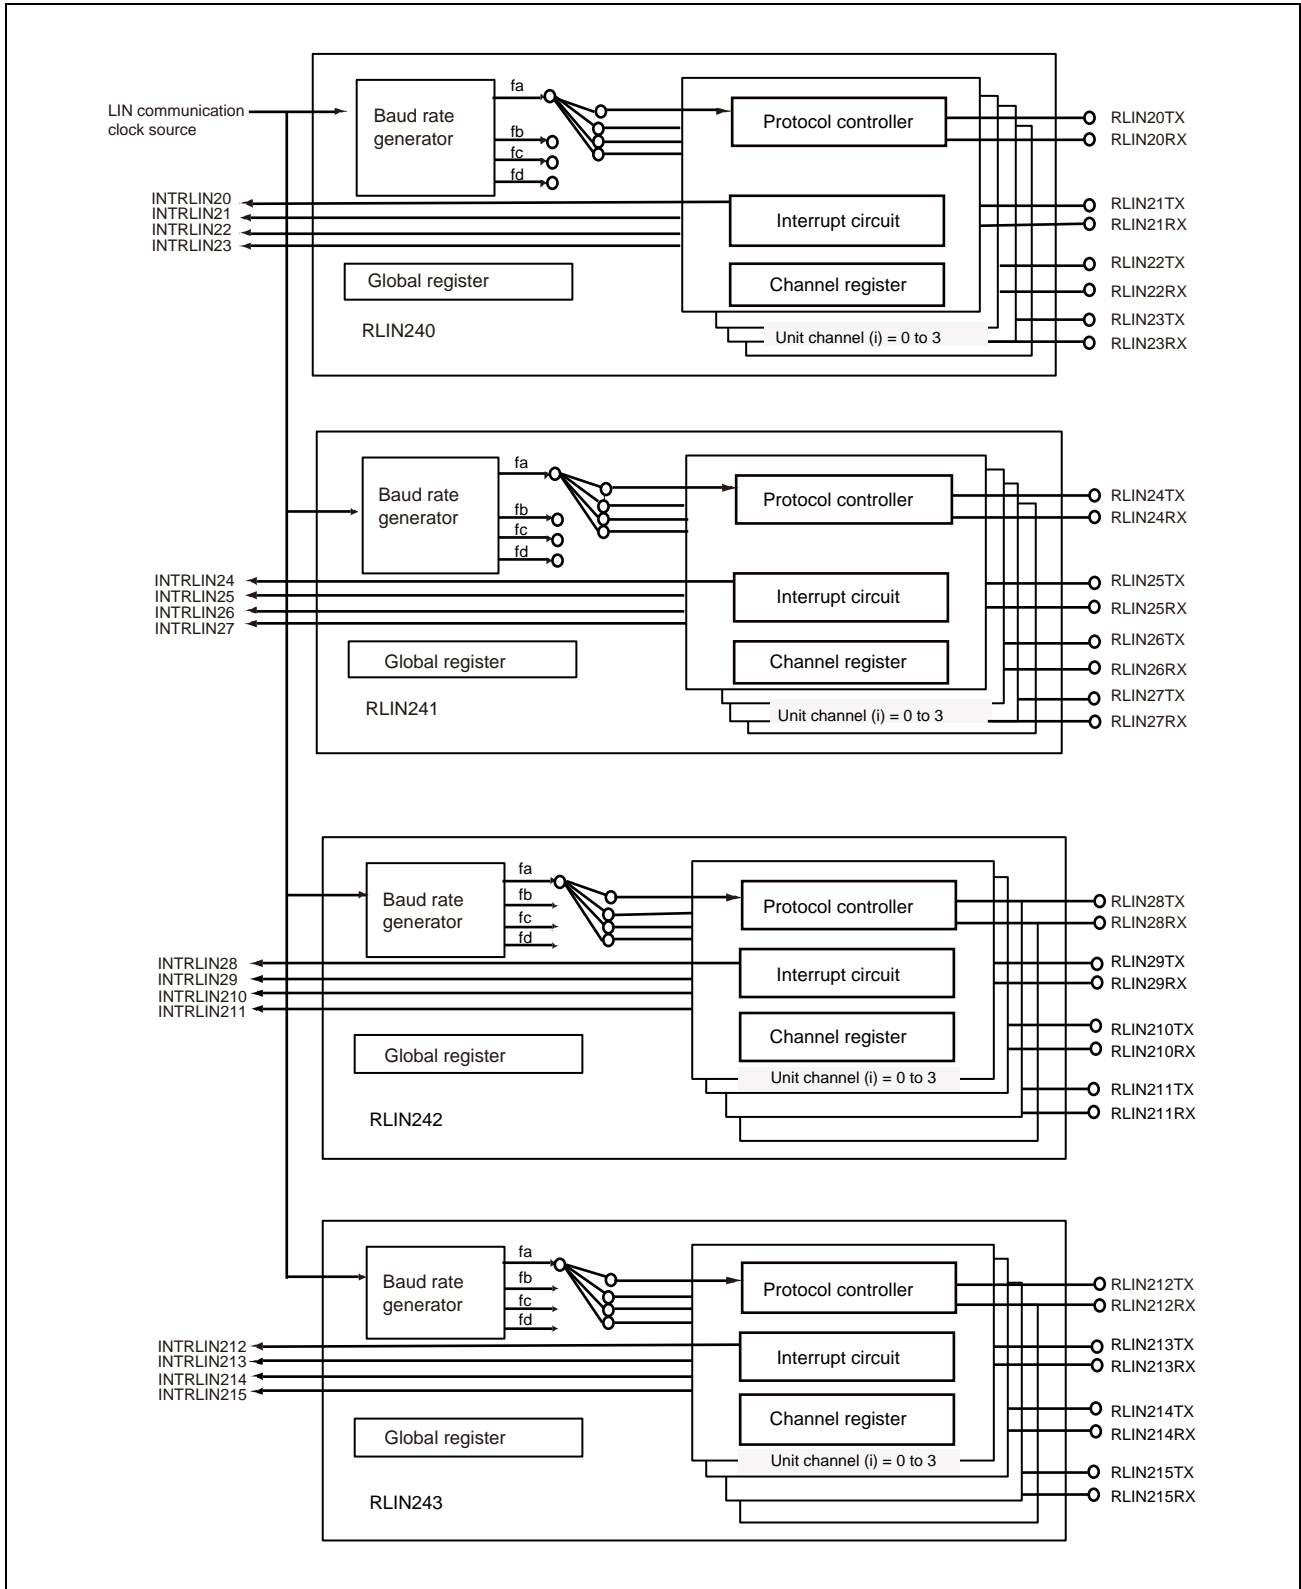 LIN communication
clock source
Baud rate
generator
fa
fb
fc
fd
Protocol controller
RLIN20TX
RLIN20RX
INTRLIN20
INTRLIN21
INTRLIN22
INTRLIN23
Interrupt circuit
RLIN21TX
RLIN21RX
Global register
Channel register
RLIN22TX
RLIN22RX
RLIN240
Unit channel (i) = 0 to 3
RLIN23TX
RLIN23RX
Baud rate
generator
fa
fb
fc
fd
Protocol controller
RLIN24TX
RLIN24RX
INTRLIN24
INTRLIN25
INTRLIN26
INTRLIN27
Interrupt circuit
RLIN25TX
RLIN25RX
Global register
Channel register
RLIN26TX
RLIN26RX
RLIN241
Unit channel (i) = 0 to 3
RLIN27TX
RLIN27RX
Baud rate
generator
fa
fb
fc
fd
Protocol controller
RLIN28TX
RLIN28RX
INTRLIN28
INTRLIN29
INTRLIN210
INTRLIN211
Interrupt circuit
RLIN29TX
RLIN29RX
Global register
Channel register
RLIN210TX
RLIN210RX
Unit channel (i) = 0 to 3
RLIN242
RLIN211TX
RLIN211RX
Baud rate
generator
fa
fb
fc
fd
Protocol controller
RLIN212TX
RLIN212RX
INTRLIN212
INTRLIN213
INTRLIN214
INTRLIN215
Interrupt circuit
RLIN213TX
RLIN213RX
Global register
Channel register
RLIN214TX
RLIN214RX
Unit channel (i) = 0 to 3
RLIN243
RLIN215TX
RLIN215RX